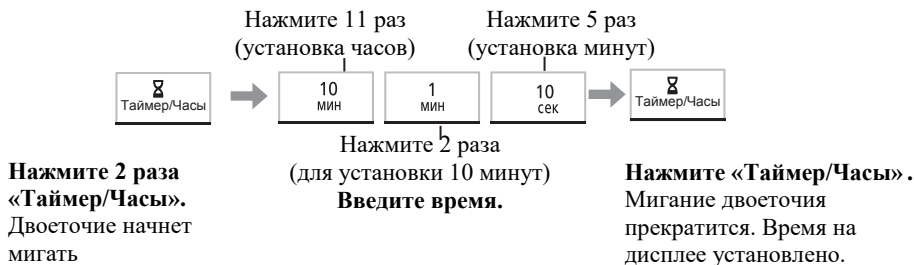 Нажмите 11 раз
(установка часов)
Нажмите 5 раз
(установка минут)
Таймер/Часы
10
мин
1
мин
10
сек
Таймер/Часы
Нажмите 2 раза
(для установки 10 минут)
Введите время.
Нажмите 2 раза
«Таймер/Часы».
Двоеточие начнет
мигать
Нажмите «Таймер/Часы» .
Мигание двоеточия
прекратится. Время на
дисплее установлено.